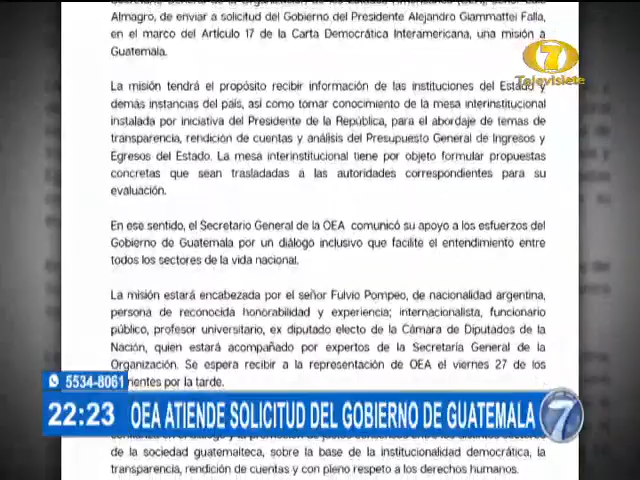 Almagro, de enviar a solicitud del Gobierno del Presidente Alejandro Giammattei Falla,
en el marco del Artículo 17 de la Carta Democrática Interamericana, una misión a
Guatemala.
7
Televisiete
La misión tendrá el propósito recibir información de las instituciones del Estado y
demás instancias del país, así como tomar conocimiento de la mesa interinstitucional
instalada por iniciativa del Presidente de la República, para el abordaje de temas de
transparencia, rendición de cuentas y análisis del Presupuesto General de Ingresos y
Egresos del Estado. La mesa interinstitucional tiene por objeto formular propuestas
concretas que sean trasladadas a las autoridades correspondientes para su
evaluación.
En ese sentido, el Secretario General de la OEA comunicó su apoyo a los esfuerzos del
Gobierno de Guatemala por un diálogo inclusivo que facilite el entendimiento entre
todos los sectores de la vida nacional.
La misión estará encabezada por el señor Fulvio Pompeo, de nacionalidad argentina,
persona de reconocida honorabilidad y experiencia; internacionalista, funcionario
público, profesor universitario, ex diputado electo de la Cámara de Diputados de la
Nación, quien estará acompañado por expertos de la Secretaría General de la
Organización. Se espera recibir a la representación de OEA el viernes 27 de los
por la tarde.
5534-8061
22:23 OEA ATIENDE SOLICITUD DEL GOBIERNO DE GUATEMALA 7
de la sociedad guatemalteca, sobre la base de la institucionalidad democrática, la
transparencia, rendición de cuentas y con pleno respeto a los derechos humanos.